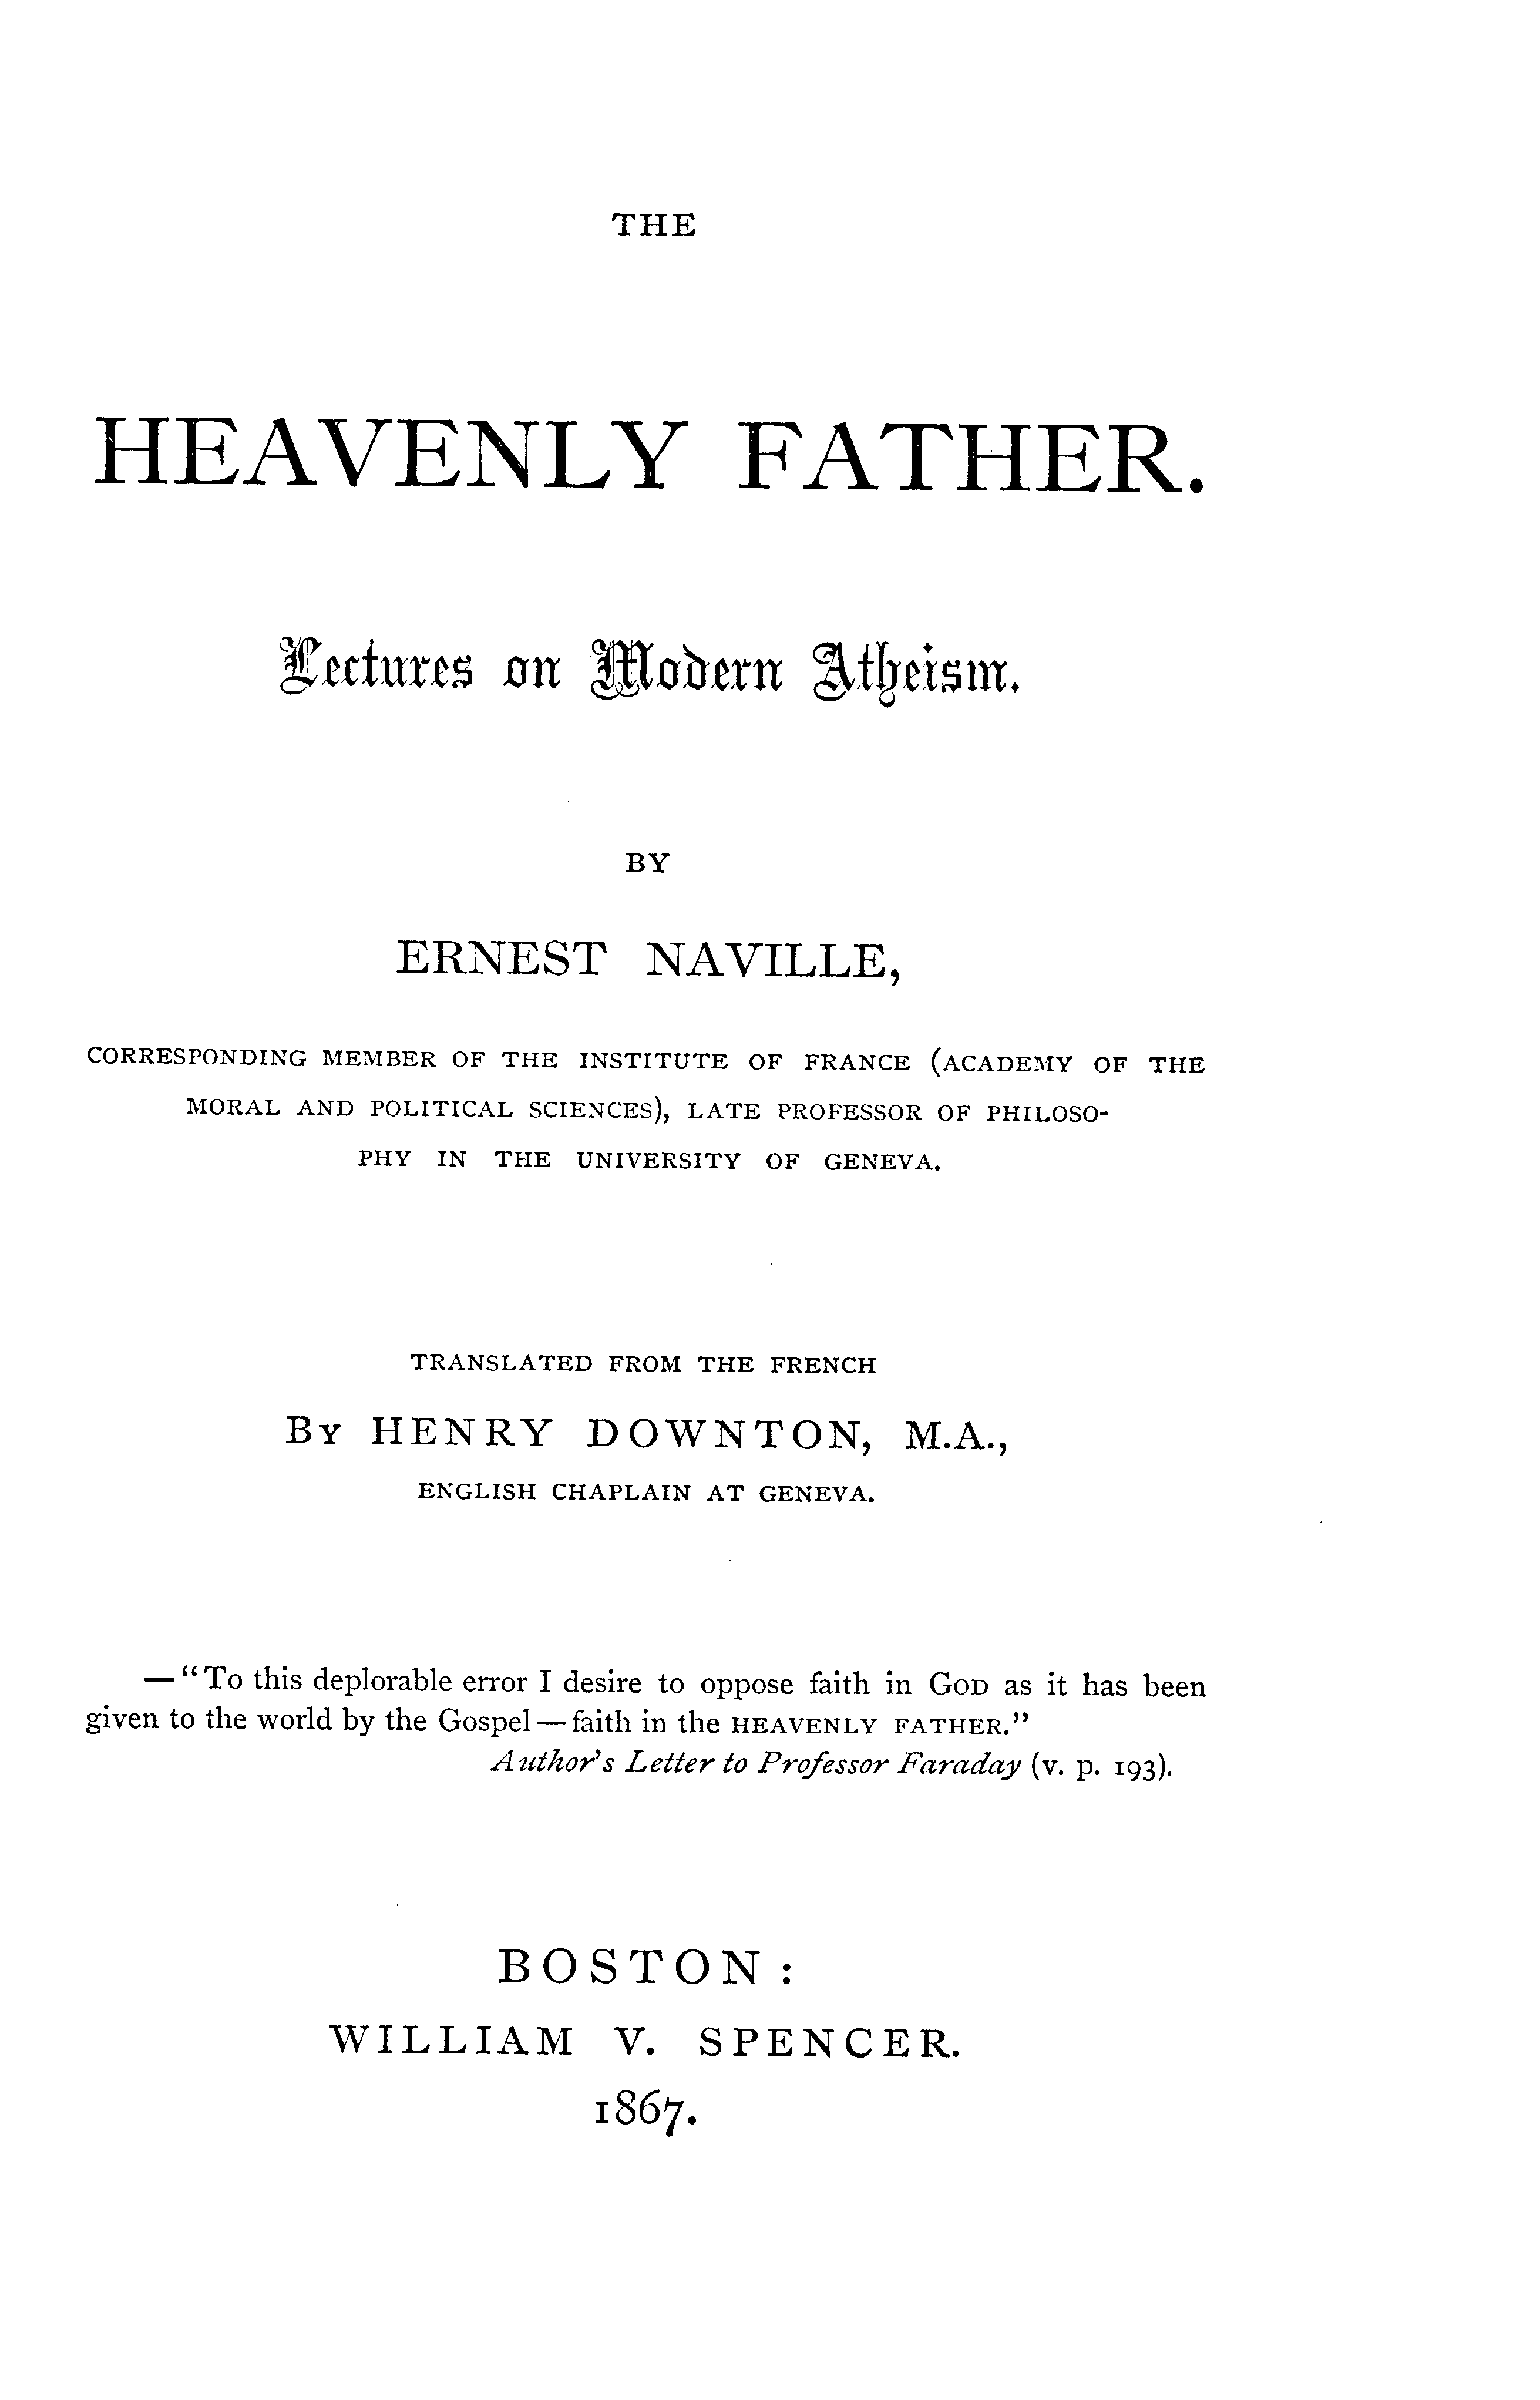 THE
HEAVENLY FATHER.
Lectures on Modern Atheism.
BY
ERNEST NAVILLE,
CORRESPONDING MEMBER OF THE INSTITUTE OF FRANCE (ACADEMY OF THE
MORAL AND POLITICAL SCIENCES), LATE PROFESSOR OF PHILOSO-
PHY IN THE UNIVERSITY OF GENEVA.
TRANSLATED FROM THE FRENCH
BY HENRY DOWNTON, M.A.,
ENGLISH CHAPLAIN AT GENEVA.
—"To this deplorable error I desire to oppose faith in GOD as it has been
given to the world by the Gospel—faith in the HEAVENLY FATHER."
Author's Letter to Professor Faraday (v. p. 193).
BOSTON:
WILLIAM V. SPENCER.
1867.